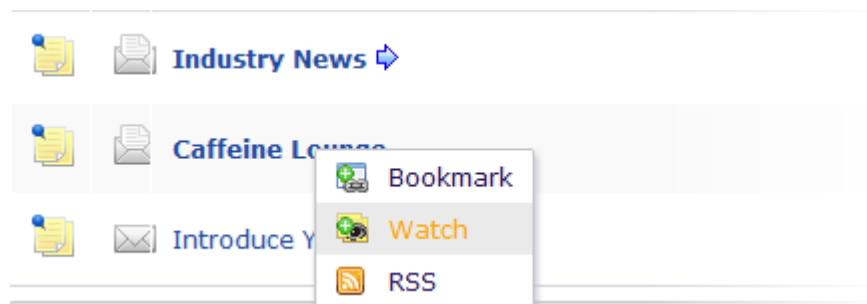 Industry News
Caffeine Lounge
Bookmark
Watch
Introduce Y
RSS